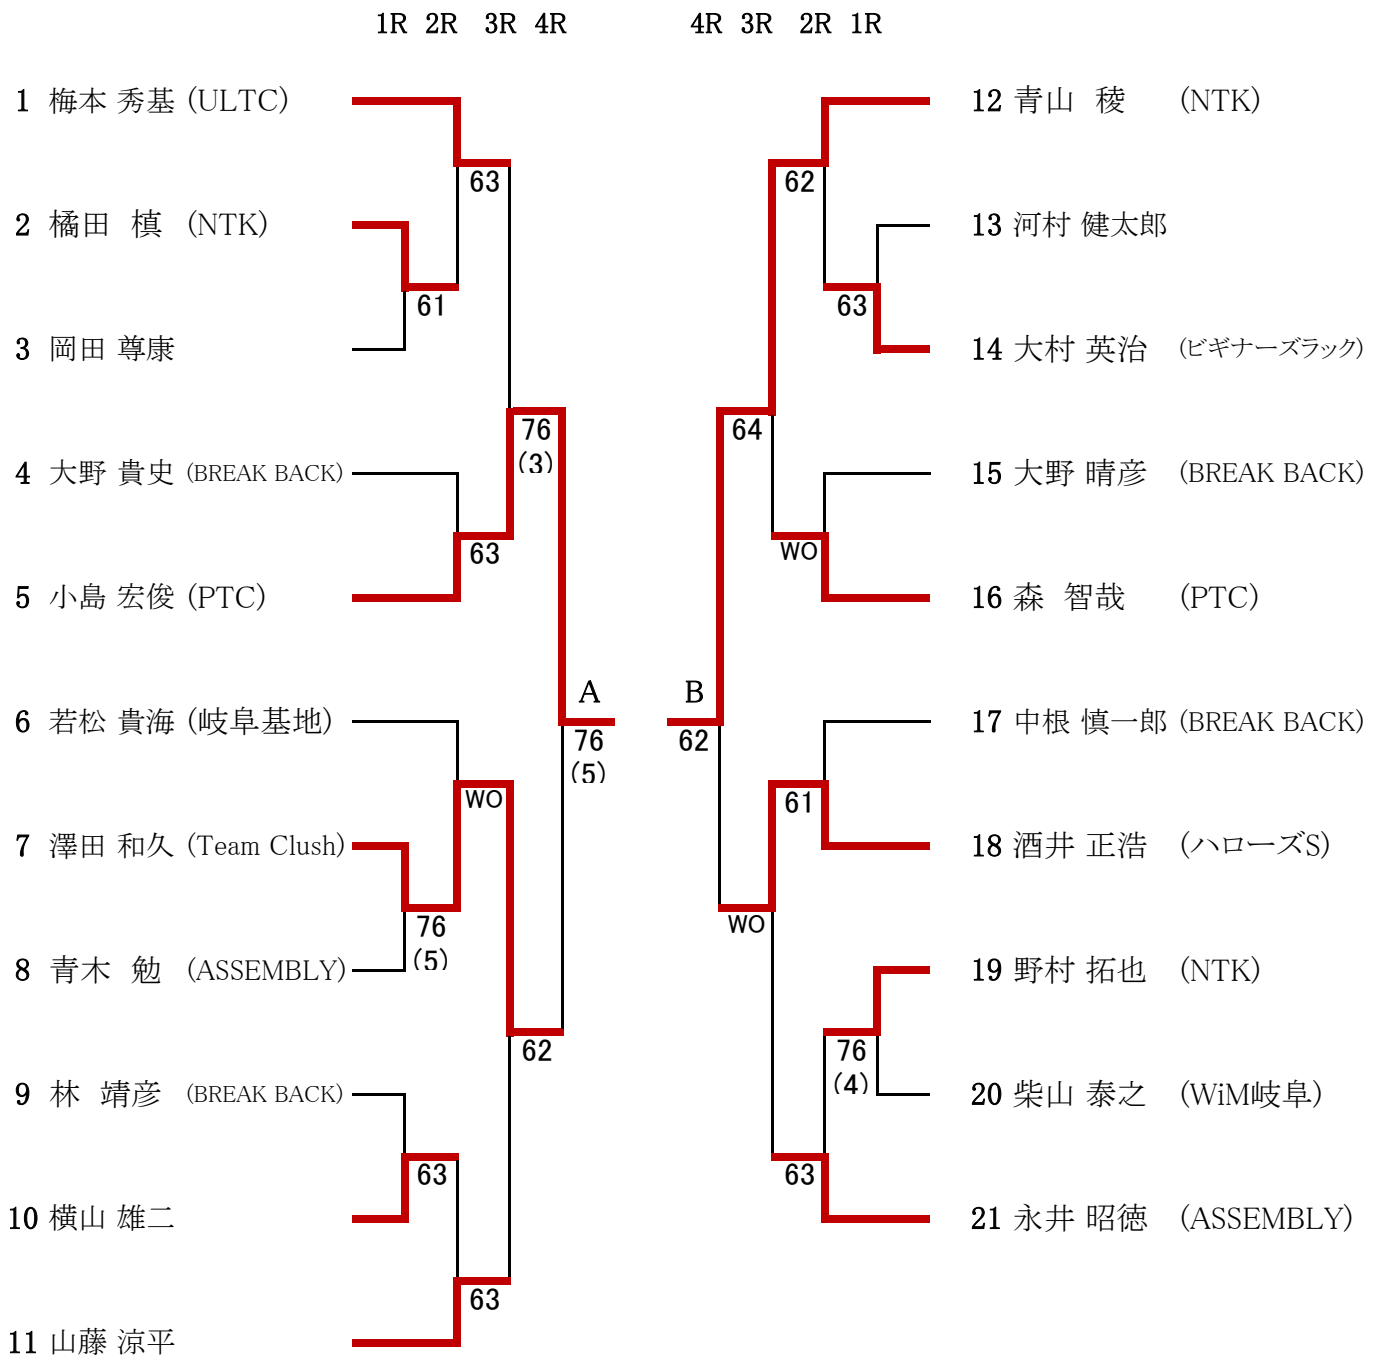 1R 2R 3R 4R 4R 3R 2R 1R
1 梅本 秀基 (ULTC) 12 青山 稜 (NTK)
63 62
2 橘田 槙 (NTK) 13 河村 健太郎
61 63
3 岡田 尊康 14 大村 英治 (ビギナーズラック)
76 64
(3)
4 大野 貴史 (BREAK BACK) 15 大野 晴彦 (BREAK BACK)
63 WO
5 小島 宏俊 (PTC) 16 森 智哉 (PTC)
A B
6 若松 貴海 (岐阜基地) 17 中根 慎一郎 (BREAK BACK)
76 62
(5)
WO 61
7 澤田 和久 (Team Clush) 18 酒井 正浩 (ハローズS)
76 WO
(5)
8 青木 勉 (ASSEMBLY) 19 野村 拓也 (NTK)
62 76
(4)
9 林 靖彦 (BREAK BACK) 20 柴山 泰之 (WiM岐阜)
63 63
10 横山 雄二 21 永井 昭徳 (ASSEMBLY)
63
11 山藤 涼平